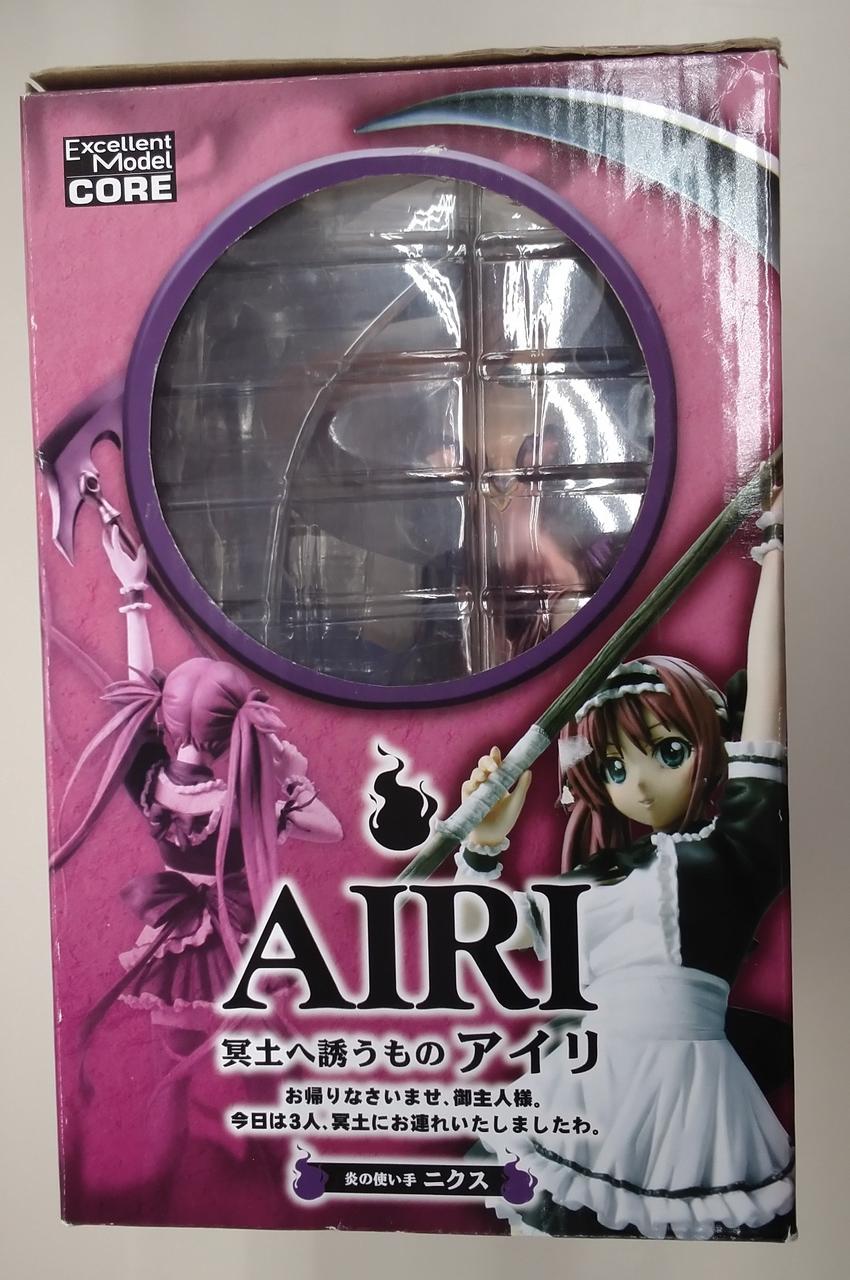 Excellent
Model
CORE
AIRI
冥土へ誘うもの アイリ
お帰りなさいませ、御主人様。
今日は3人、冥土にお連れいたしましたわ。
炎の使い手 ニクス